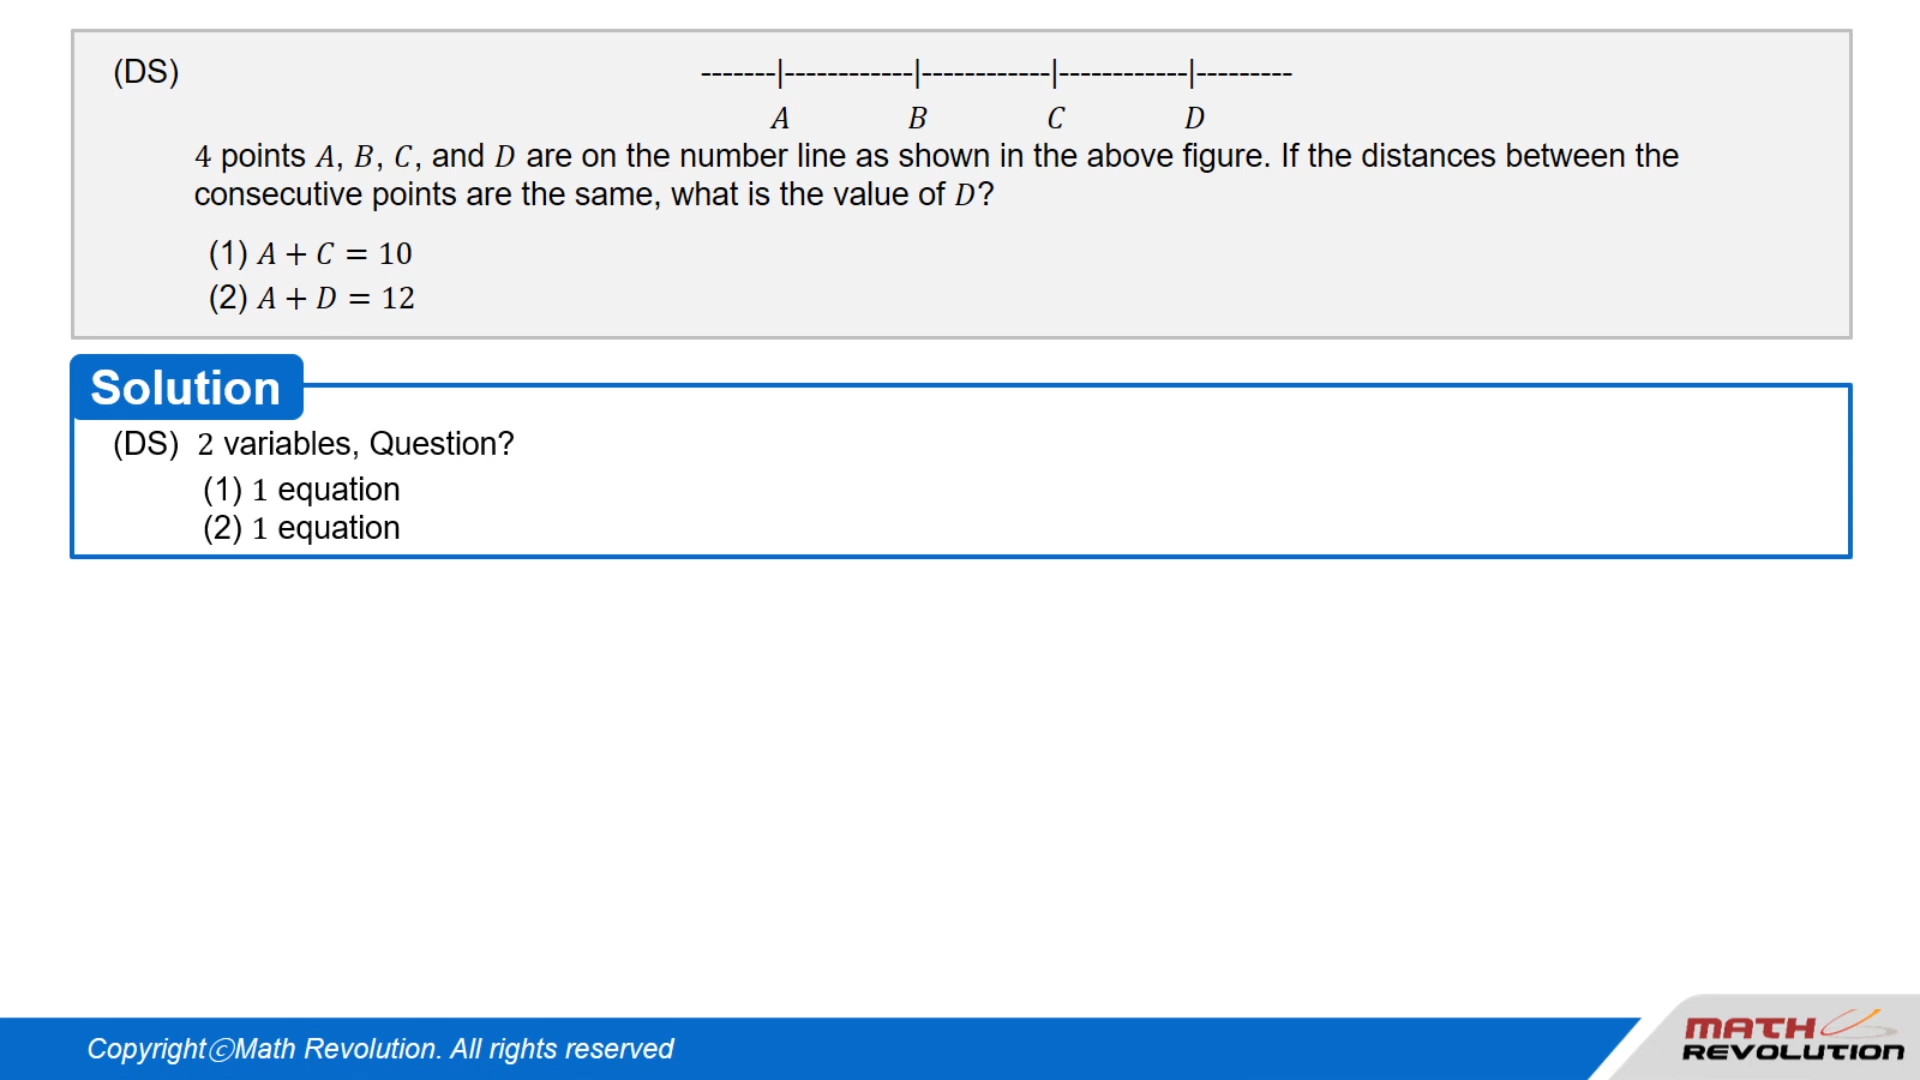 (DS) -------|------------|------------|------------|---------
A B C D
4 points A, B, C, and D are on the number line as shown in the above figure. If the distances between the
consecutive points are the same, what is the value of D?
(1) A + C = 10
(2) A + D = 12
Solution
(DS) 2 variables, Question?
(1) 1 equation
(2) 1 equation
CopyrightⓒMath Revolution. All rights reserved
MATH
REVOLUTION